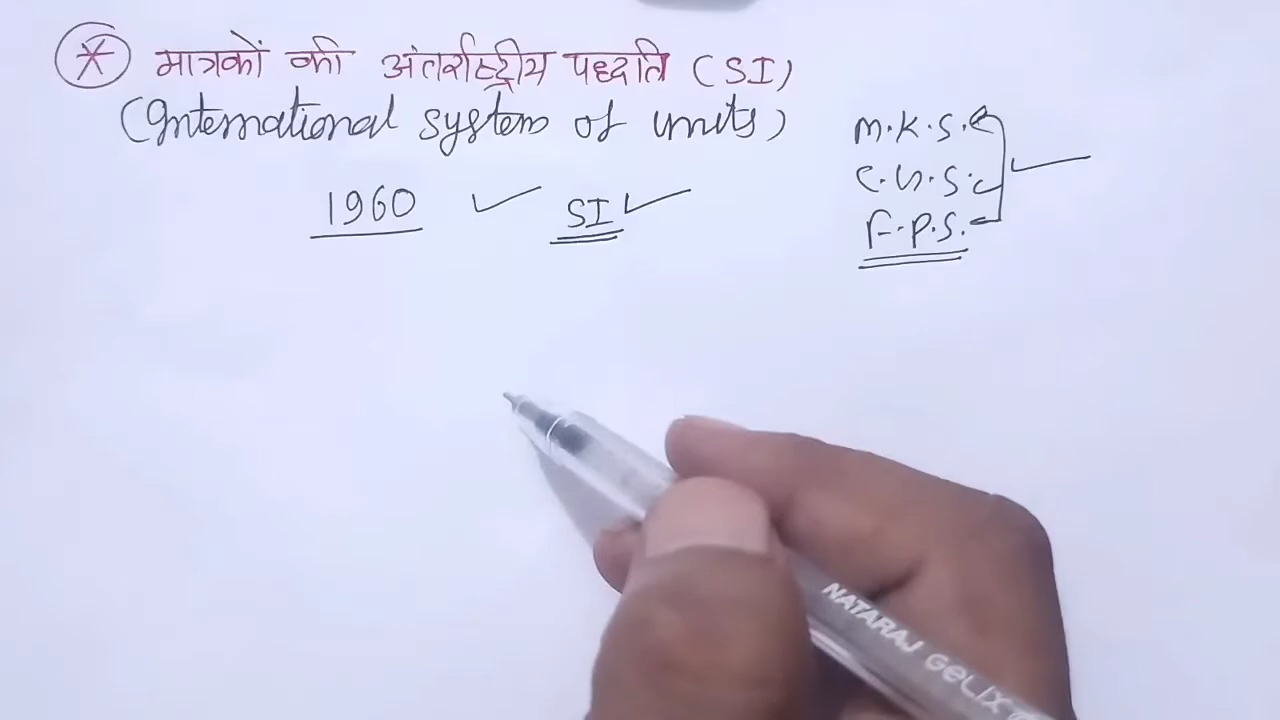 * मात्रकों की अंतर्राष्ट्रीय पद्धति (SI)
(International system of units)
1960 SI
M.K.S.
C.G.S.
F.P.S.
NATARAJ GELIX